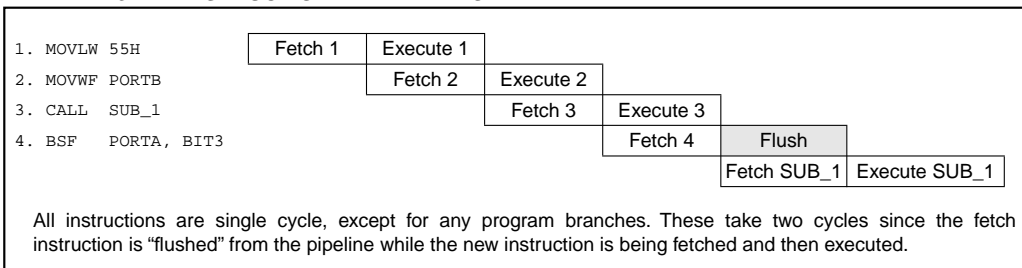 1. MOVLW 55H Fetch 1 Execute 1
2. MOVWF PORTB Fetch 2 Execute 2
3. CALL SUB_1 Fetch 3 Execute 3
4. BSF PORTA, BIT3 Fetch 4 Flush
Fetch SUB_1 Execute SUB_1
All instructions are single cycle, except for any program branches. These take two cycles since the fetch
instruction is “flushed” from the pipeline while the new instruction is being fetched and then executed.